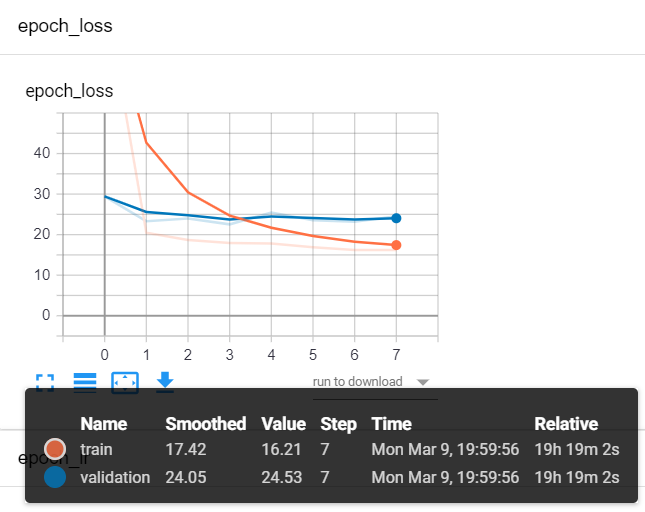 epoch_loss
epoch_loss
40
30
20
10
0
0 1 2 3 4 5 6 7
run to download
Name Smoothed Value Step Time Relative
train 17.42 16.21 7 Mon Mar 9, 19:59:56 19h 19m 2s
epoch_lr
validation 24.05 24.53 7 Mon Mar 9, 19:59:56 19h 19m 2s